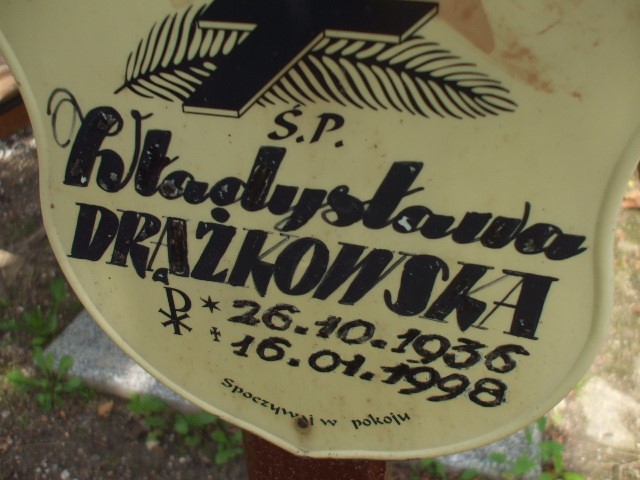 Ś.P.
Władysława
DRĄŻKOWSKA
* 26.10.1936
✝ 16.01.1998
Spoczywaj w pokoju